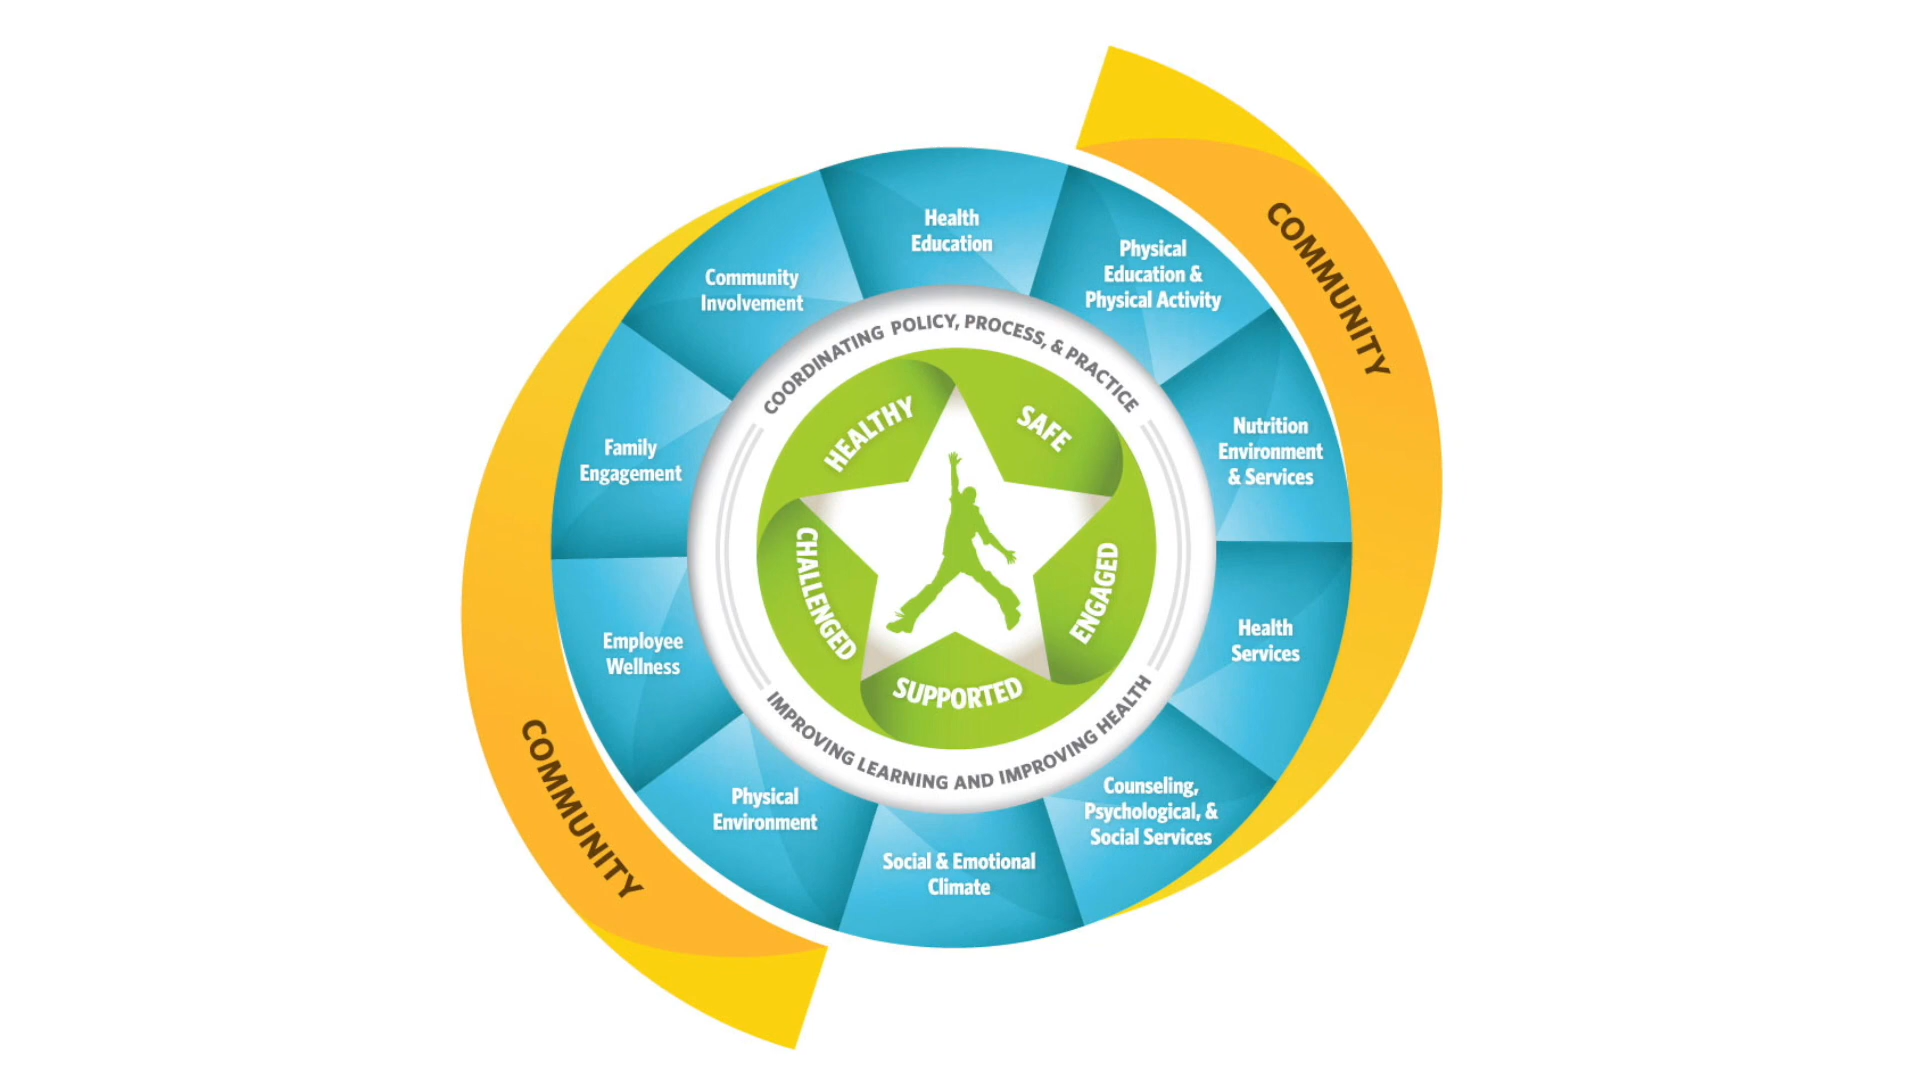 COMMUNITY
Health
Education
Physical
Education &
Physical Activity
Nutrition
Environment
& Services
Health
Services
Counseling,
Psychological, &
Social Services
Social & Emotional
Climate
Physical
Environment
Employee
Wellness
Family
Engagement
Community
Involvement
COORDINATING POLICY, PROCESS, & PRACTICE
IMPROVING LEARNING AND IMPROVING HEALTH
HEALTHY
SAFE
ENGAGED
SUPPORTED
CHALLENGED
COMMUNITY